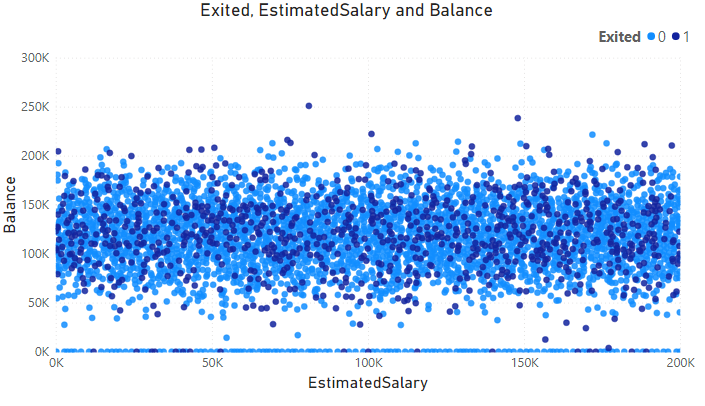 Exited, EstimatedSalary and Balance
Exited 0 1
300K
250K
200K
150K
100K
50K
0K
Balance
0K 50K 100K 150K 200K
EstimatedSalary